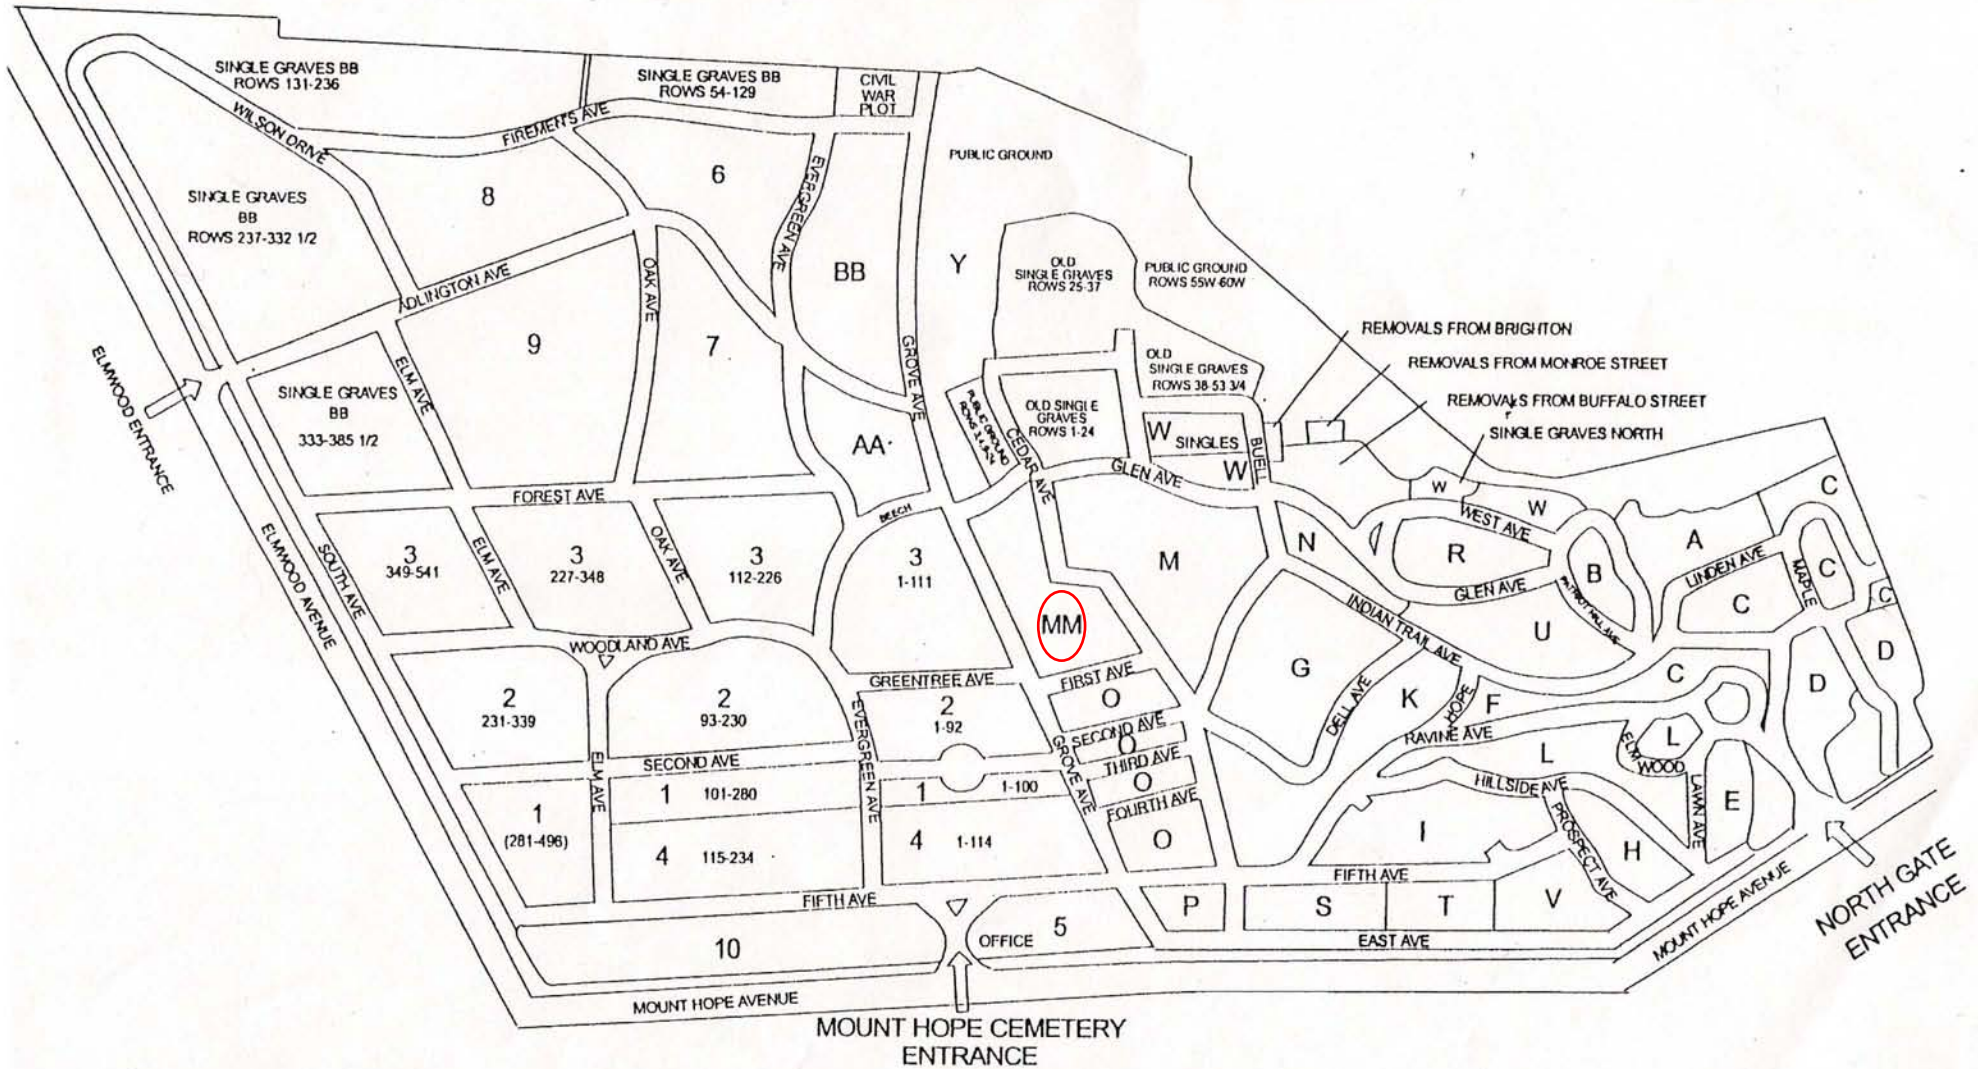 SINGLE GRAVES BB
ROWS 131-236
SINGLE GRAVES BB
ROWS 54-129
CIVIL
WAR
PLOT
WILSON DRIVE
FIREMEN'S AVE
PUBLIC GROUND
6
8
EVERGREEN AVE
SINGLE GRAVES
BB
ROWS 237-332 1/2
ADLINGTON AVE
OAK AVE
BB
Y
OLD
SINGLE GRAVES
ROWS 25-37
PUBLIC GROUND
ROWS 55W-60W
9
7
GROVE AVE
ELM AVE
ELMWOOD ENTRANCE
SINGLE GRAVES
BB
333-385 1/2
OLD
SINGLE GRAVES
ROWS 38-53 3/4
REMOVALS FROM BRIGHTON
REMOVALS FROM MONROE STREET
REMOVALS FROM BUFFALO STREET
SINGLE GRAVES NORTH
PUBLIC GROUND
OLD SINGLE
GRAVES
ROWS 1-24
CEDAR AVE
W
SINGLES
W
BUELL
AA
GLEN AVE
FOREST AVE
BEECH
W
W
WEST AVE
C
A
ELMWOOD AVENUE
SOUTH AVE
3
349-541
ELM AVE
3
227-348
OAK AVE
3
112-226
3
1-111
M
N
R
B
GLEN AVE
LINDEN AVE
MAPLE
C
C
C
PATRIOT HILL AVE
INDIAN TRAIL AVE
U
MM
WOODLAND AVE
GREENTREE AVE
FIRST AVE
G
DELL AVE
K
HOPE
F
C
D
D
2
231-339
2
93-230
2
1-92
EVERGREEN AVE
O
SECOND AVE
O
GROVE AVE
THIRD AVE
O
FOURTH AVE
O
RAVINE AVE
L
ELM
WOOD
L
SECOND AVE
ELM AVE
HILLSIDE AVE
LAWN AVE
E
1
(281-496)
1
101-280
1
1-100
4
115-234
4
1-114
I
PROSPECT AVE
H
FIFTH AVE
FIFTH AVE
P
S
T
V
10
OFFICE
5
EAST AVE
MOUNT HOPE AVENUE
MOUNT HOPE AVENUE
NORTH GATE
ENTRANCE
MOUNT HOPE CEMETERY
ENTRANCE